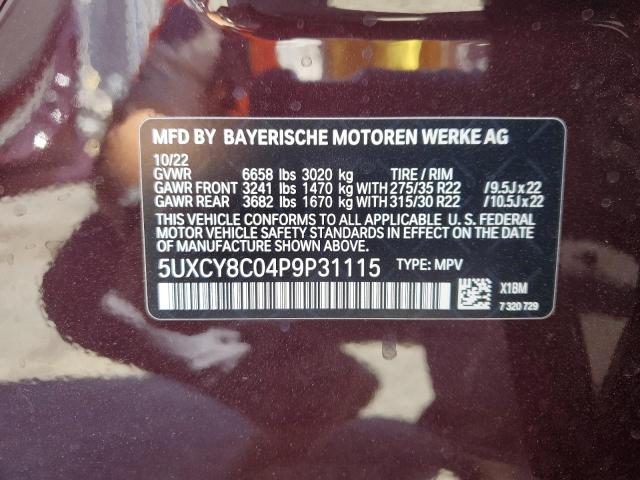 MFD BY BAYERISCHE MOTOREN WERKE AG
10/22
GVWR 6658 lbs 3020 kg TIRE / RIM
GAWR FRONT 3241 lbs 1470 kg WITH 275/35 R22 /9.5J x 22
GAWR REAR 3682 lbs 1670 kg WITH 315/30 R22 /10.5J x 22
THIS VEHICLE CONFORMS TO ALL APPLICABLE U.S. FEDERAL
MOTOR VEHICLE SAFETY STANDARDS IN EFFECT ON THE
DATE OF MANUFACTURE SHOWN ABOVE.
5UXCY8C04P9P31115 TYPE: MPV
X18M
7 320 729